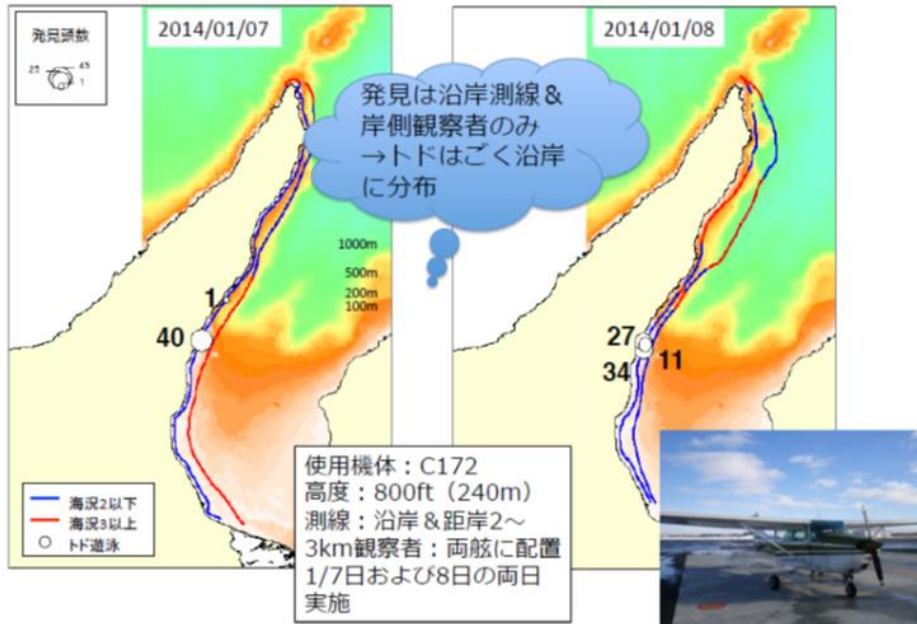 発見頭数
25
45
1
2014/01/07
2014/01/08
発見は沿岸測線＆
岸側観察者のみ
→トドはごく沿岸
に分布
1000m
500m
200m
100m
1
40
27
34
11
海況2以下
海況3以上
トド遊泳
使用機体：C172
高度：800ft（240m）
測線：沿岸＆距岸2～
3km観察者：両舷に配置
1/7日および8日の両日
実施